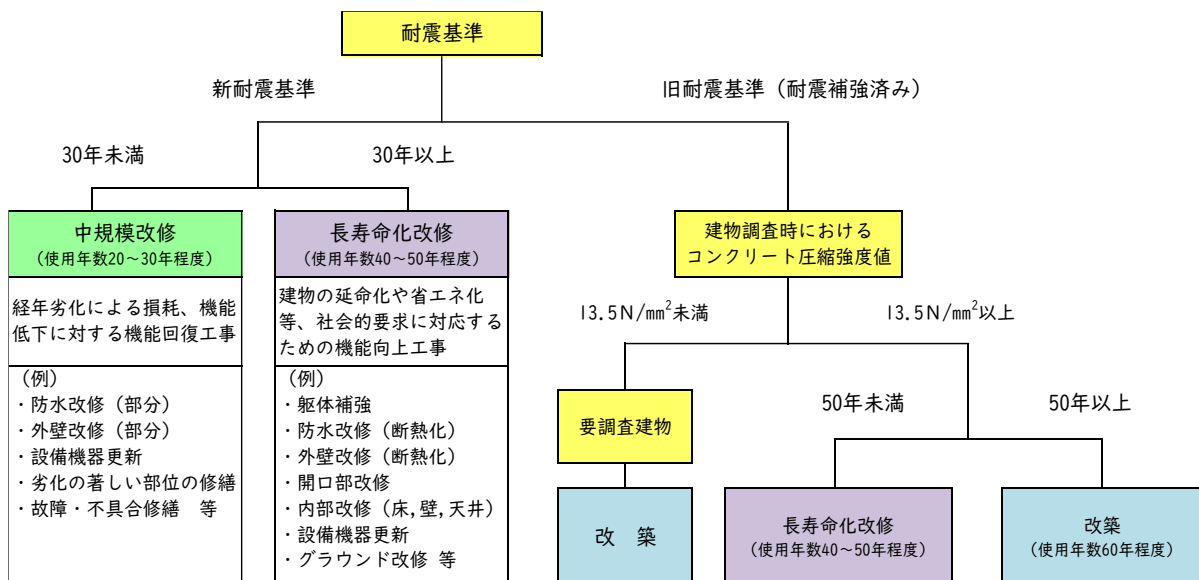 耐震基準
新耐震基準
旧耐震基準（耐震補強済み）
30年未満
30年以上
中規模改修
（使用年数20～30年程度）
経年劣化による損耗、機能
低下に対する機能回復工事
（例）
・防水改修（部分）
・外壁改修（部分）
・設備機器更新
・劣化の著しい部位の修繕
・故障・不具合修繕　等
長寿命化改修
（使用年数40～50年程度）
建物の延命化や省エネ化
等、社会的要求に対応する
ための機能向上工事
（例）
・躯体補強
・防水改修（断熱化）
・外壁改修（断熱化）
・開口部改修
・内部改修（床,壁,天井）
・設備機器更新
・グラウンド改修 等
建物調査時における
コンクリート圧縮強度値
13.5N/㎜²未満
13.5N/㎜²以上
要調査建物
改　築
50年未満
50年以上
長寿命化改修
（使用年数40～50年程度）
改築
（使用年数60年程度）